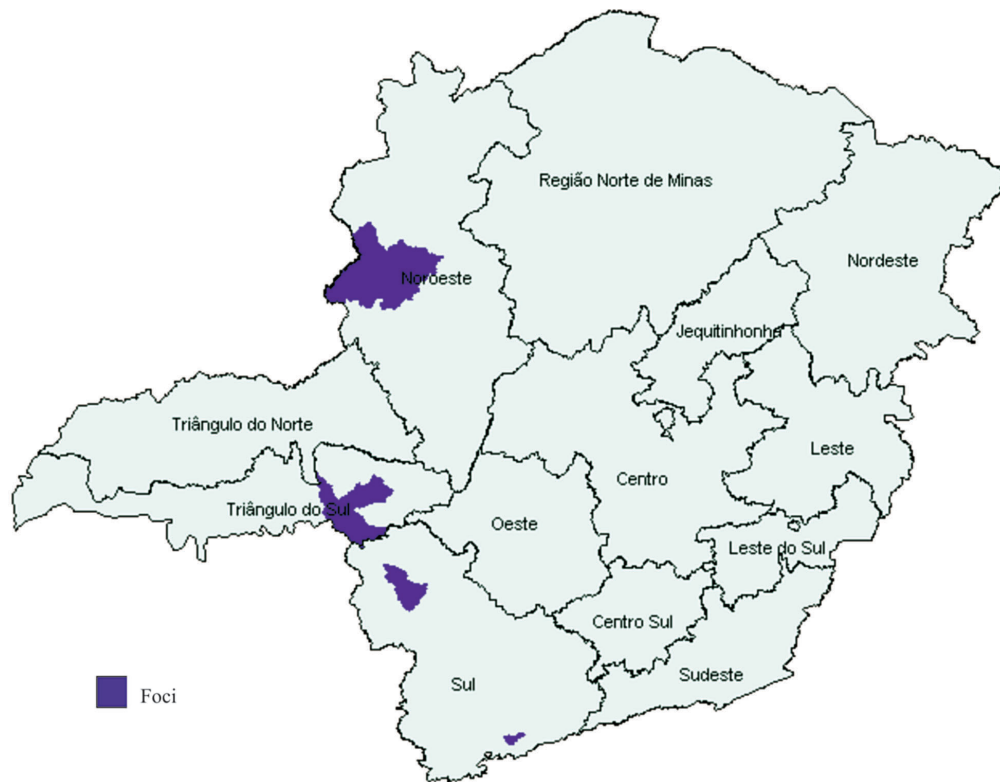 Região Norte de Minas
Nordeste
Noroeste
Jequitinhonha
Triângulo do Norte
Leste
Centro
Triângulo do Sul
Oeste
Leste do Sul
Centro Sul
Sudeste
Sul
Foci